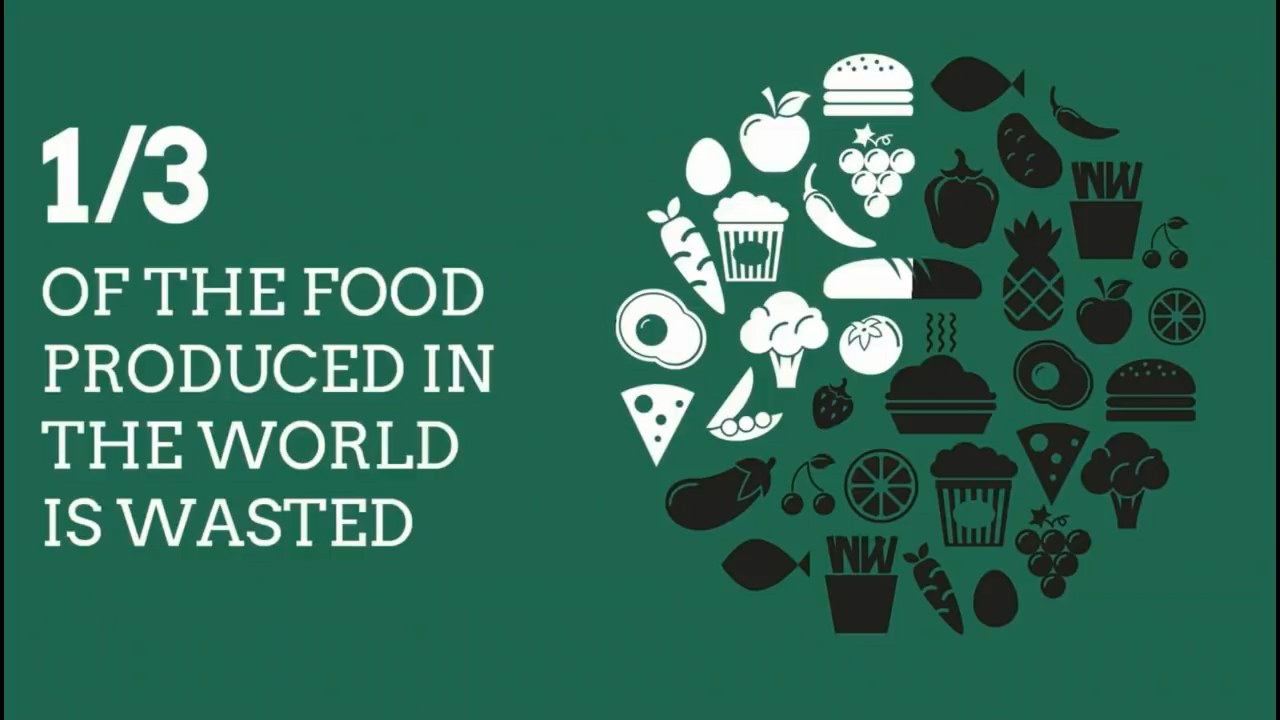 1/3
OF THE FOOD
PRODUCED IN
THE WORLD
IS WASTED